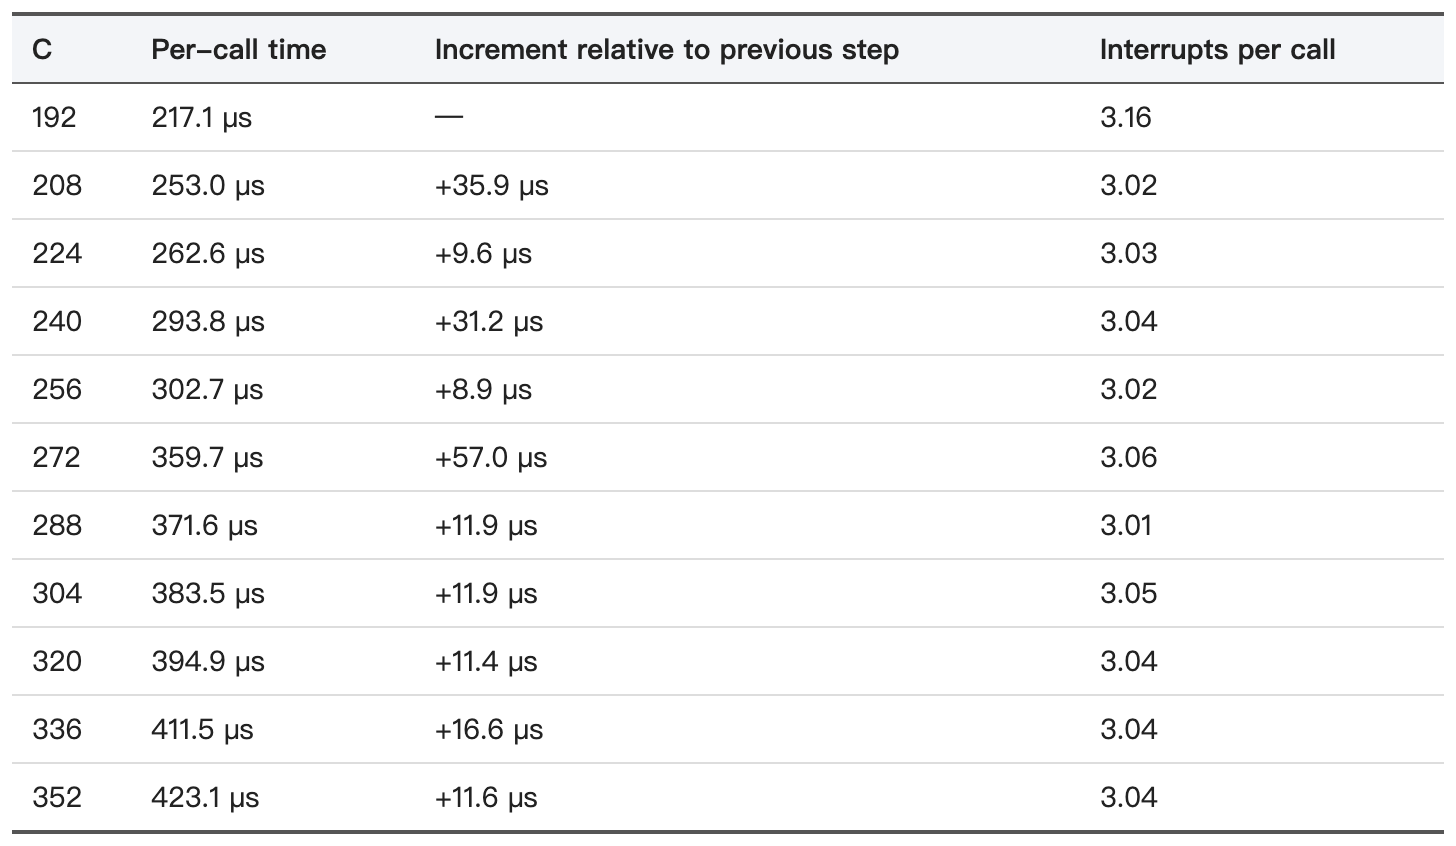 C Per–call time Increment relative to previous step Interrupts per call
192 217.1 μs — 3.16
208 253.0 μs +35.9 μs 3.02
224 262.6 μs +9.6 μs 3.03
240 293.8 μs +31.2 μs 3.04
256 302.7 μs +8.9 μs 3.02
272 359.7 μs +57.0 μs 3.06
288 371.6 μs +11.9 μs 3.01
304 383.5 μs +11.9 μs 3.05
320 394.9 μs +11.4 μs 3.04
336 411.5 μs +16.6 μs 3.04
352 423.1 μs +11.6 μs 3.04